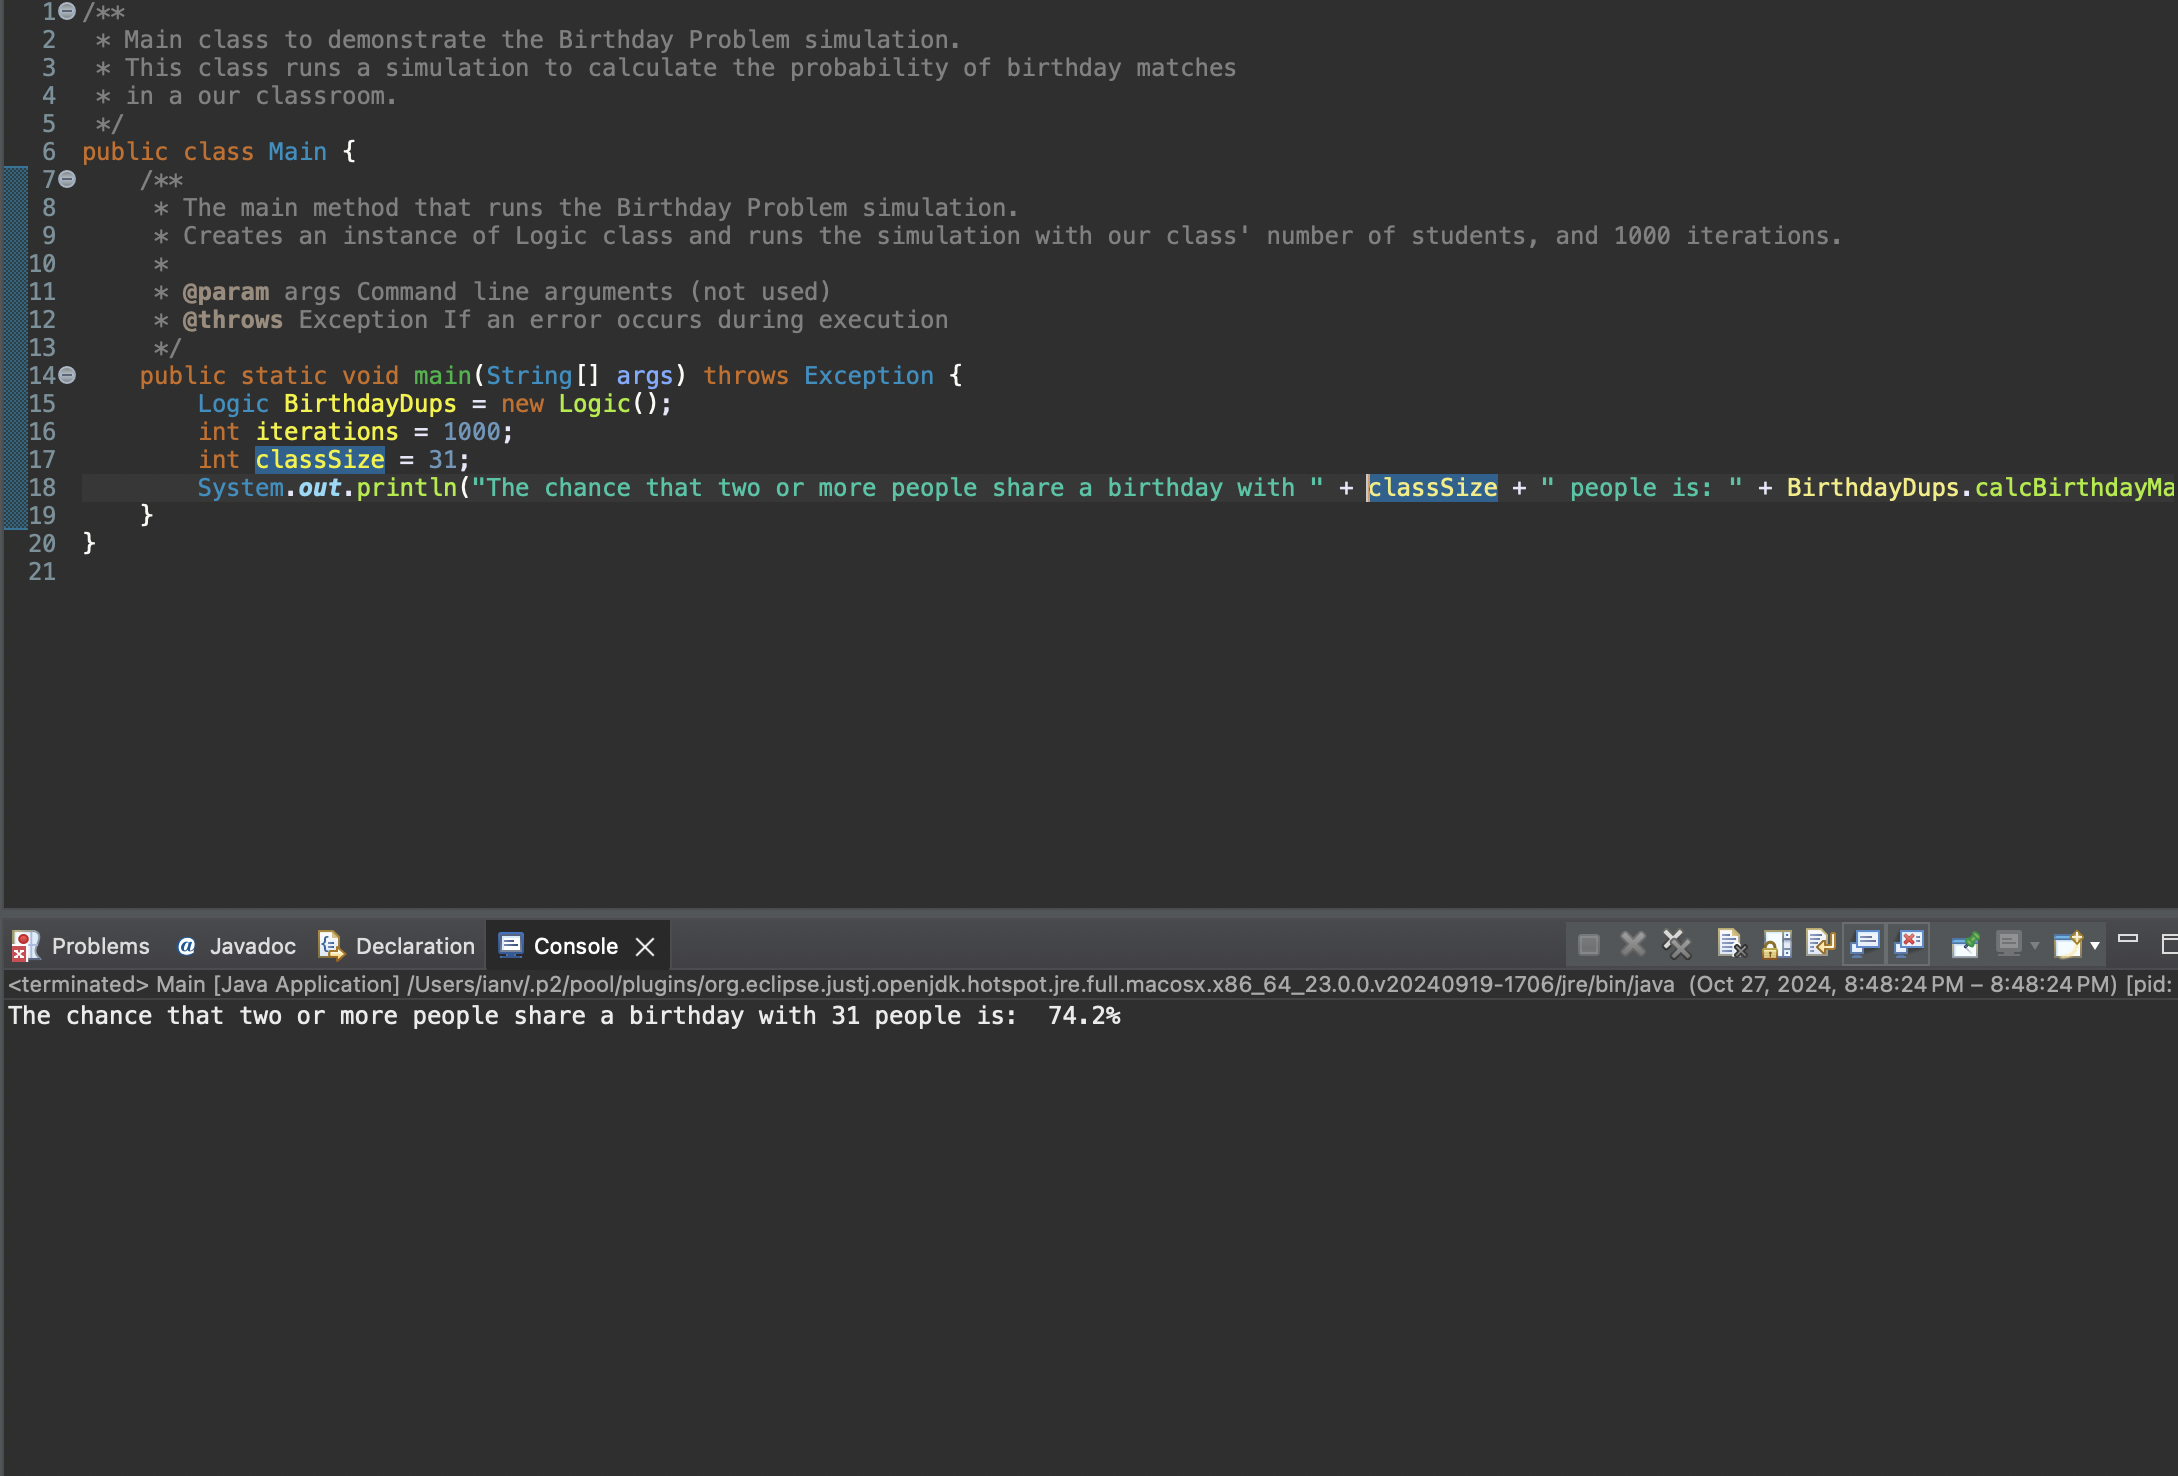 1 /**
2  * Main class to demonstrate the Birthday Problem simulation.
3  * This class runs a simulation to calculate the probability of birthday matches
4  * in a our classroom.
5  */
6 public class Main {
7     /**
8      * The main method that runs the Birthday Problem simulation.
9      * Creates an instance of Logic class and runs the simulation with our class' number of students, and 1000 iterations.
10      *
11      * @param args Command line arguments (not used)
12      * @throws Exception If an error occurs during execution
13      */
14     public static void main(String[] args) throws Exception {
15         Logic BirthdayDups = new Logic();
16         int iterations = 1000;
17         int classSize = 31;
18         System.out.println("The chance that two or more people share a birthday with " + classSize + " people is: " + BirthdayDups.calcBirthdayMa
19     }
20 }
21
Problems @ Javadoc Declaration Console
<terminated> Main [Java Application] /Users/ianv/.p2/pool/plugins/org.eclipse.justj.openjdk.hotspot.jre.full.macosx.x86_64_23.0.0.v20240919-1706/jre/bin/java (Oct 27, 2024, 8:48:24 PM – 8:48:24 PM) [pid:
The chance that two or more people share a birthday with 31 people is:  74.2%